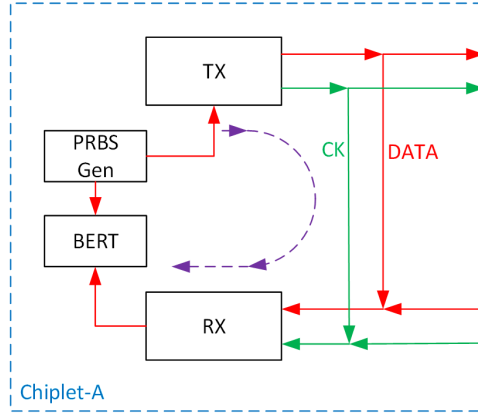 TX
PRBS
Gen
CK
DATA
BERT
RX
Chiplet-A